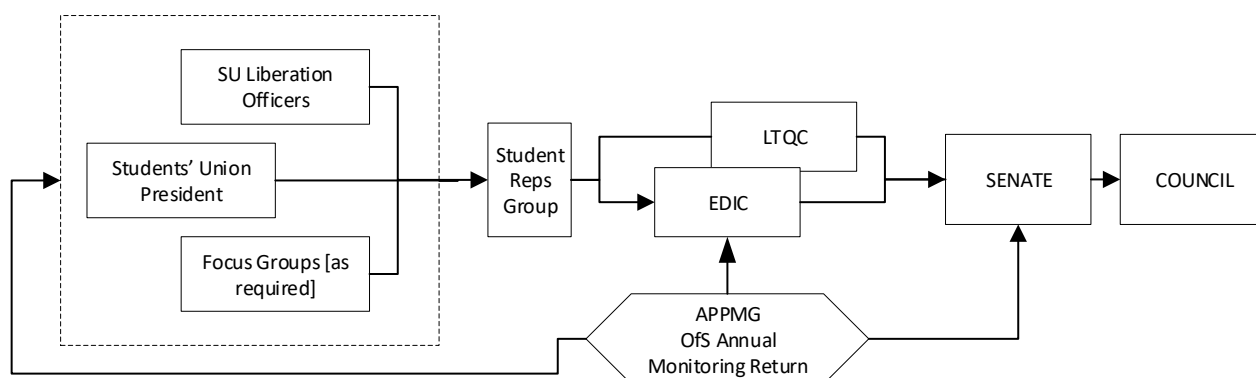 SU Liberation
Officers
Students’ Union
President
Focus Groups [as
required]
Student
Reps
Group
LTQC
EDIC
SENATE
COUNCIL
APPMG
OfS Annual
Monitoring Return